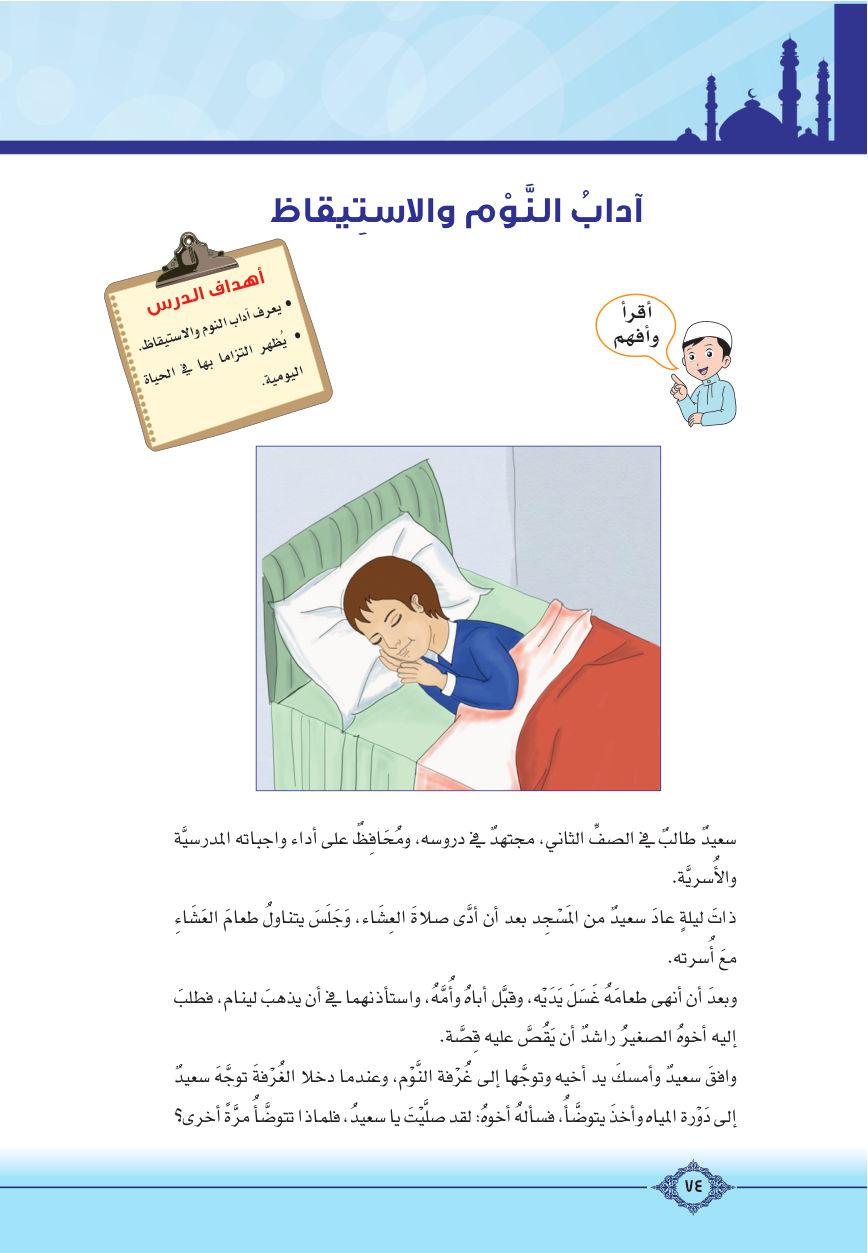 آدابُ النَّوْم والاستِيقاظ
أهداف الدرس
• يعرف آداب النوم والاستيقاظ.
• يُظهر التزاما بها في الحياة
اليومية.
أقرأ
وأفهم
سعيدٌ طالبٌ في الصفِّ الثاني، مجتهدٌ في دروسه، ومُحَافِظٌ على أداء واجباته المدرسيَّة
والأُسريَّة.
ذاتَ ليلةٍ عادَ سعيدٌ من المَسْجِد بعد أن أدَّى صلاةَ العِشَاء، وَجَلَسَ يتناولُ طعامَ العَشَاءِ
معَ أُسرته.
وبعدَ أن أنهى طعامَهُ غَسَلَ يَدَيْه، وقبَّل أباهُ وأُمَّهُ، واستأذنهما في أن يذهبَ لينام، فطلبَ
إليه أخوهُ الصغيرُ راشدٌ أن يَقُصَّ عليه قِصَّة.
وافقَ سعيدٌ وأمسكَ يد أخيه وتوجَّها إلى غُرْفة النَّوْم، وعندما دخلا الغُرْفةَ توجَّهَ سعيدٌ
إلى دَوْرة المياه وأخذَ يتوضَّأُ، فسألهُ أخوهُ: لقد صلَّيْتَ يا سعيدُ، فلماذا تتوضَّأُ مرَّةً أخرى؟
٧٤